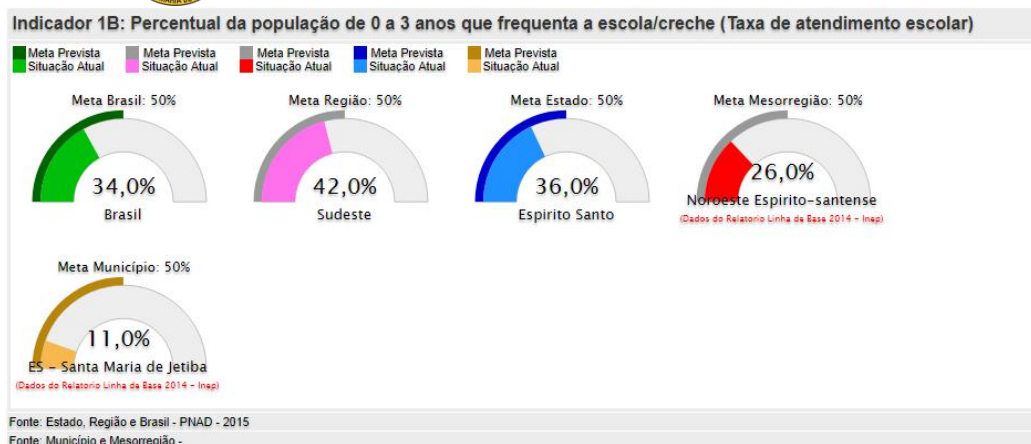 Indicador 1B: Percentual da população de 0 a 3 anos que frequenta a escola/creche (Taxa de atendimento escolar)
Meta Prevista Meta Prevista Meta Prevista Meta Prevista Meta Prevista
Situação Atual Situação Atual Situação Atual Situação Atual Situação Atual
Meta Brasil: 50%
34,0%
Brasil
Meta Região: 50%
42,0%
Sudeste
Meta Estado: 50%
36,0%
Espirito Santo
Meta Mesorregião: 50%
26,0%
Noroeste Espirito-santense
(Dados do Relatorio Linha de Base 2014 - Inep)
Meta Município: 50%
11,0%
ES - Santa Maria de Jetiba
(Dados do Relatorio Linha de Base 2014 - Inep)
Fonte: Estado, Região e Brasil - PNAD - 2015
Fonte: Município e Mesorregião -